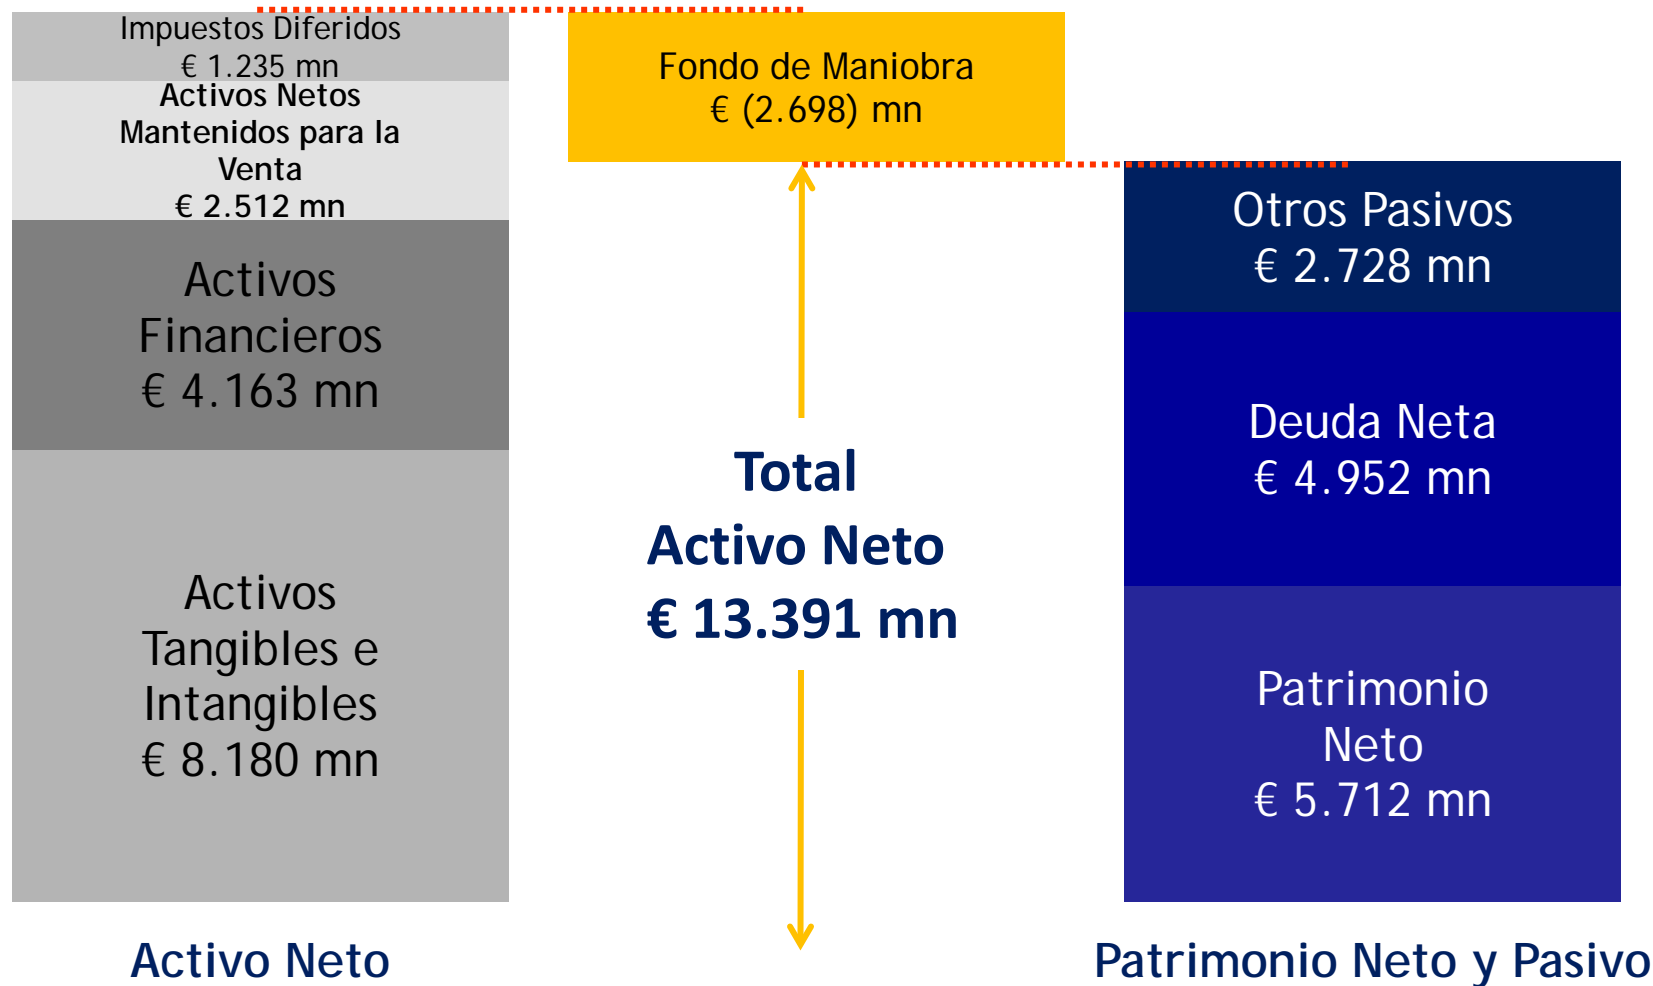 Impuestos Diferidos
€ 1.235 mn
Activos Netos
Mantenidos para la
Venta
€ 2.512 mn
Activos
Financieros
€ 4.163 mn
Activos
Tangibles e
Intangibles
€ 8.180 mn
Activo Neto
Fondo de Maniobra
€ (2.698) mn
Total
Activo Neto
€ 13.391 mn
Otros Pasivos
€ 2.728 mn
Deuda Neta
€ 4.952 mn
Patrimonio
Neto
€ 5.712 mn
Patrimonio Neto y Pasivo